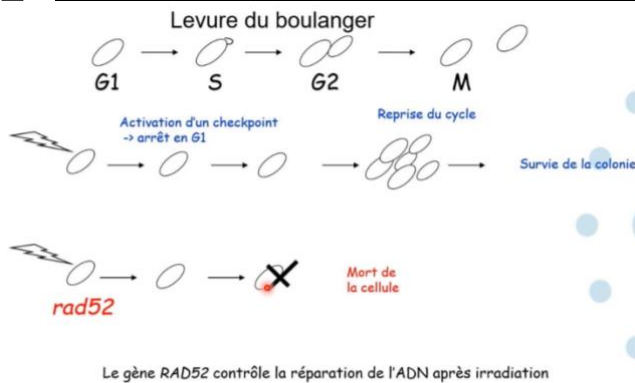 Levure du boulanger
G1 S G2 M
Activation d'un checkpoint
-> arrêt en G1
Reprise du cycle
Survie de la colonie
rad52
Mort de
la cellule
Le gène RAD52 contrôle la réparation de l'ADN après irradiation